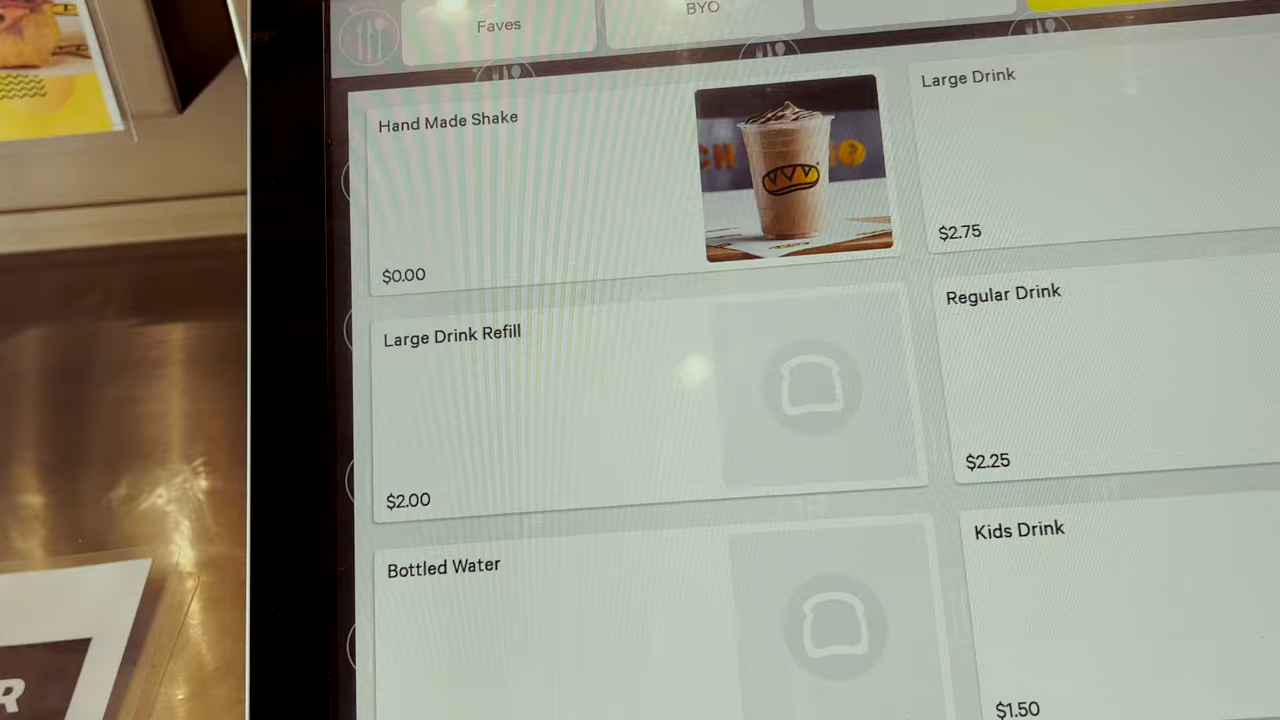 Faves
BYO
Hand Made Shake
$0.00
Large Drink
$2.75
Large Drink Refill
$2.00
Regular Drink
$2.25
Bottled Water
Kids Drink
$1.50
R